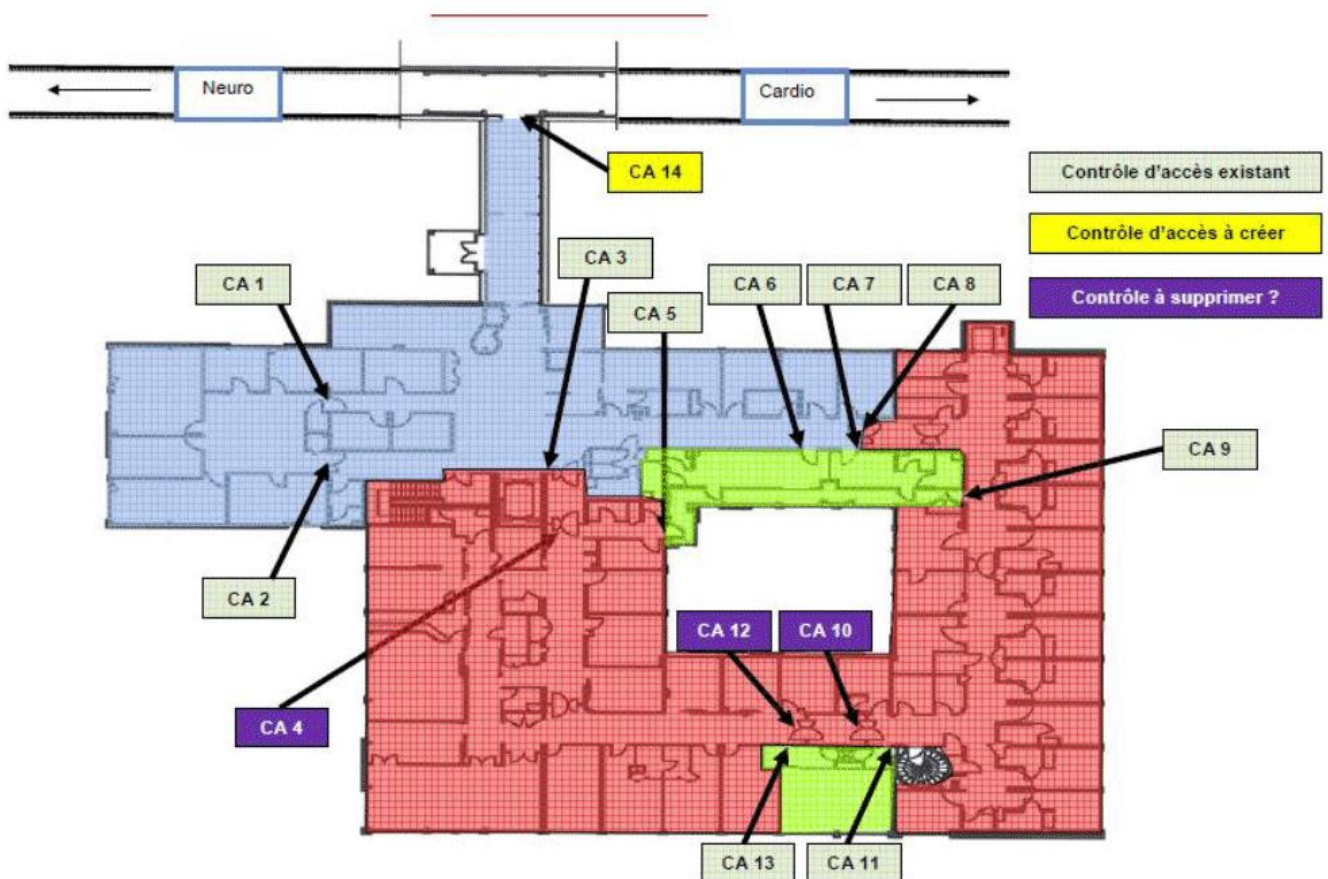 Neuro
Cardio
CA 14
Contrôle d'accès existant
Contrôle d'accès à créer
Contrôle à supprimer ?
CA 3
CA 1
CA 6
CA 7
CA 8
CA 5
CA 9
CA 2
CA 12
CA 10
CA 4
CA 13
CA 11